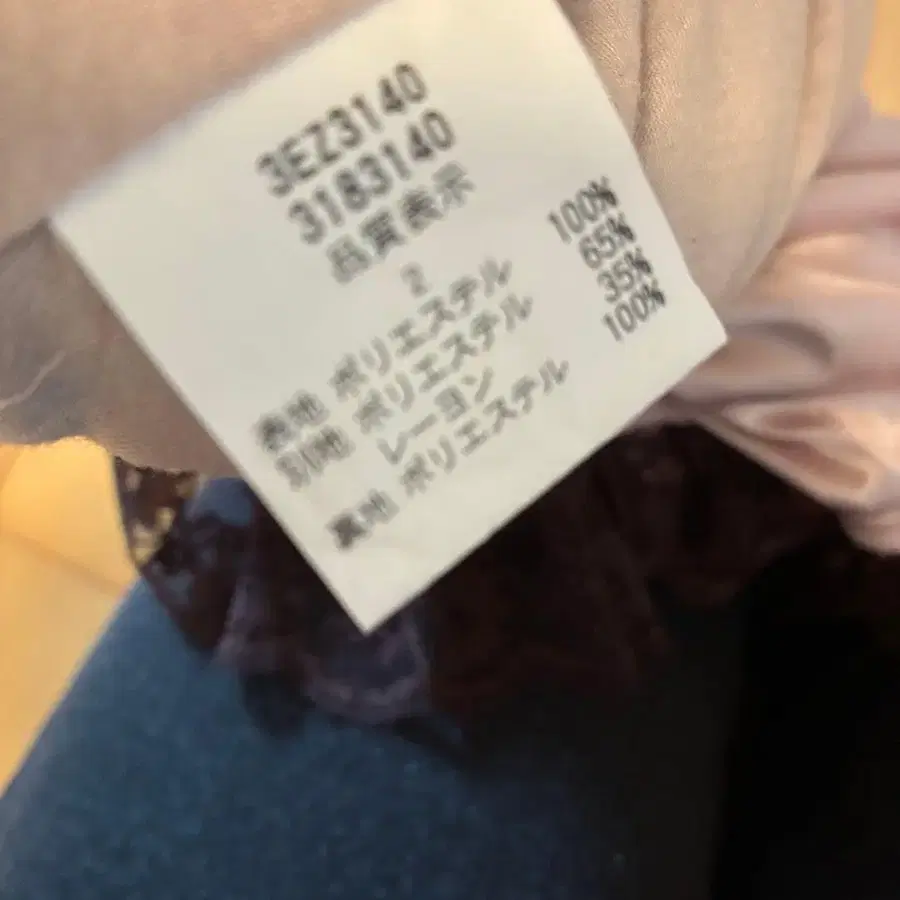 3EZ3140
3183140
品質表示
2
表地 ポリエステル 100%
別地 ポリエステル 65%
レーヨン 35%
裏地 ポリエステル 100%